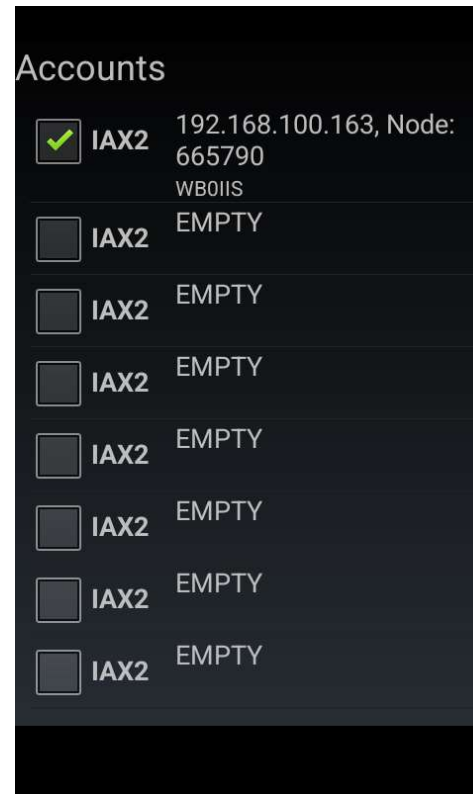 Accounts
IAX2 192.168.100.163, Node:
665790
WB0IIS
IAX2 EMPTY
IAX2 EMPTY
IAX2 EMPTY
IAX2 EMPTY
IAX2 EMPTY
IAX2 EMPTY
IAX2 EMPTY